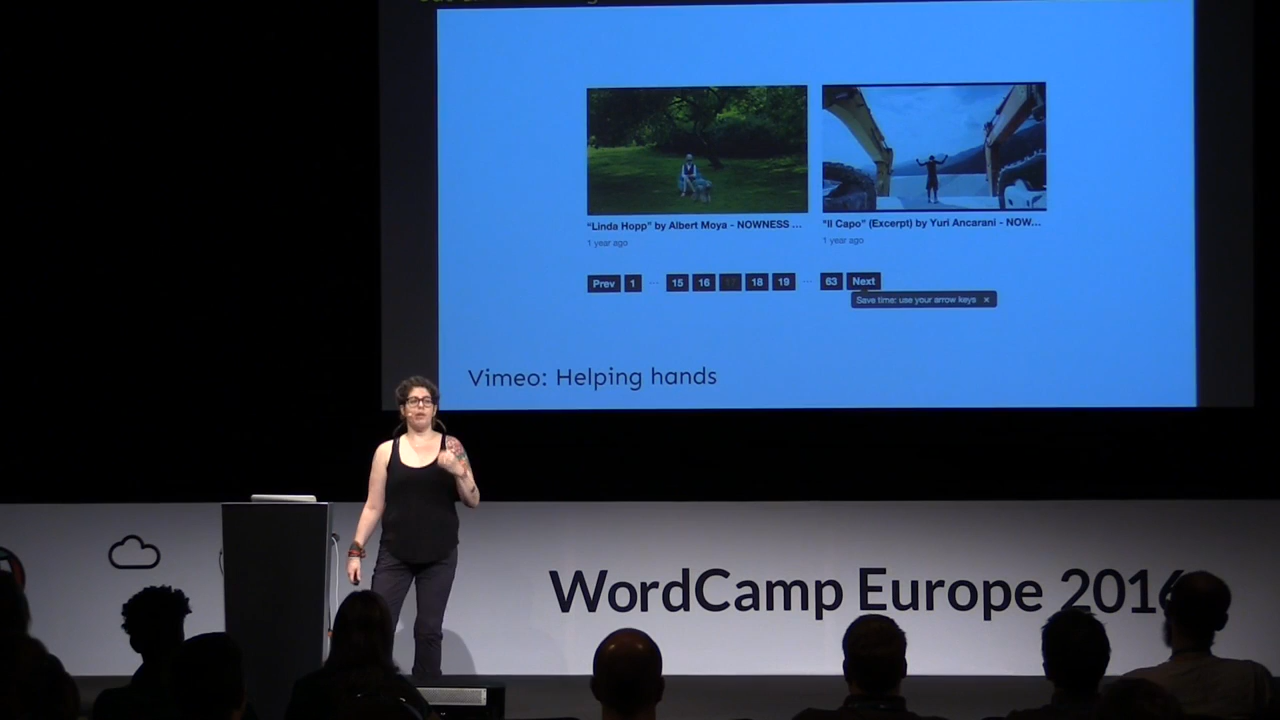 “Linda Hopp” by Albert Moya - NOWNESS ...
1 year ago
“Il Capo” (Excerpt) by Yuri Ancarani - NOW...
1 year ago
Prev 1 ... 15 16 17 18 19 ... 63 Next
Save time: use your arrow keys ×
Vimeo: Helping hands
WordCamp Europe 2016